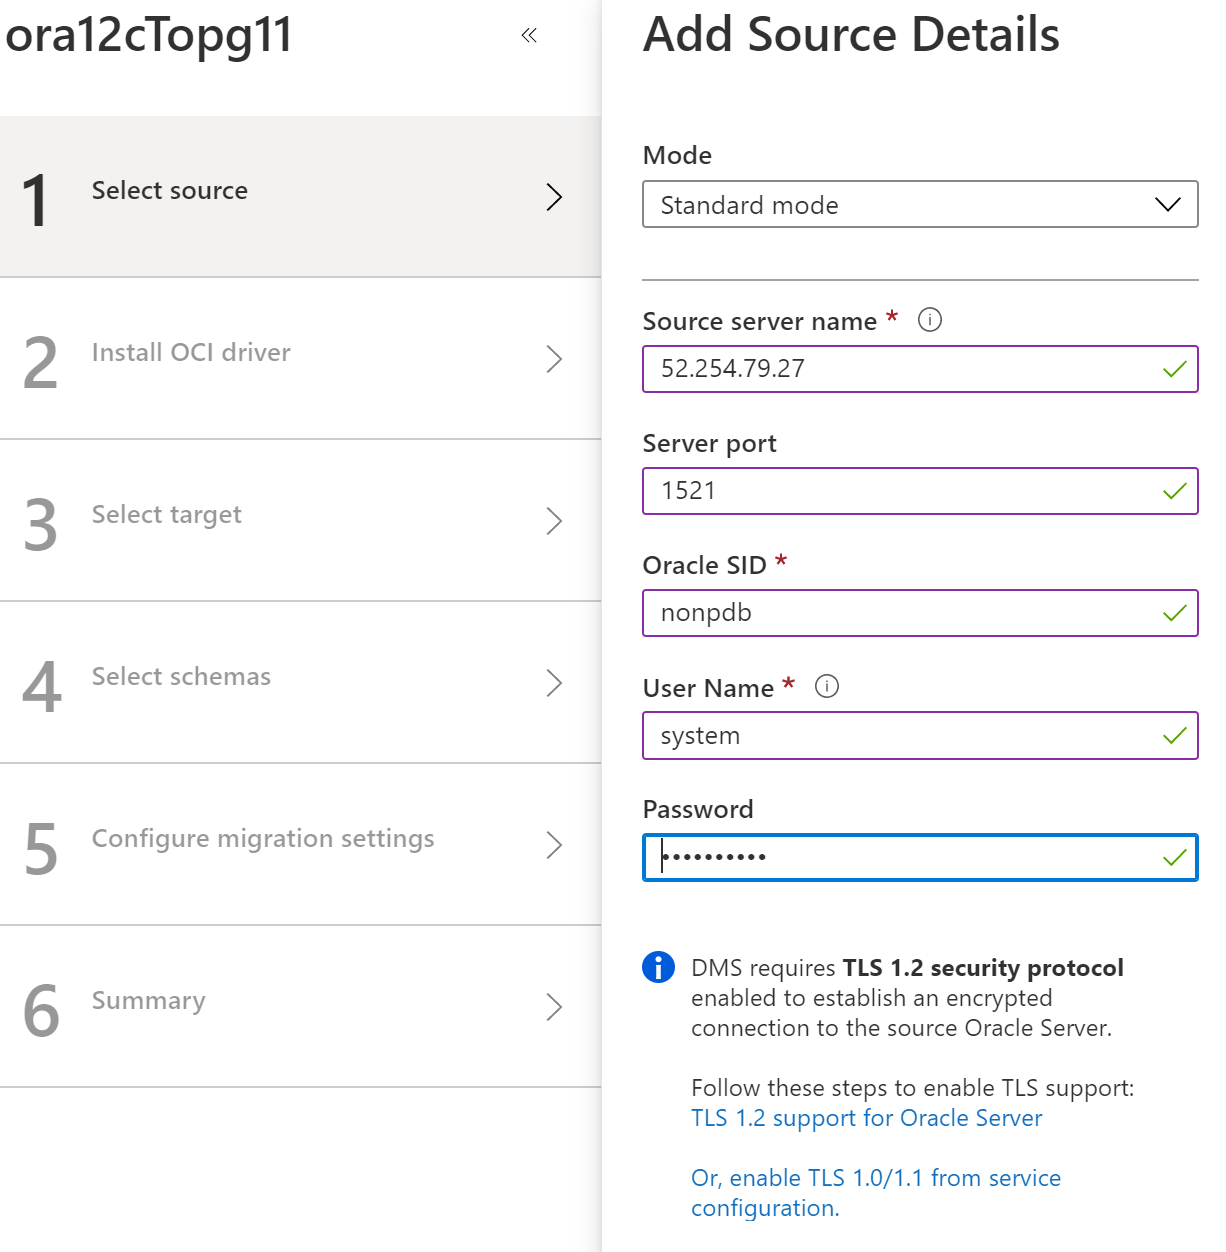 ora12cTopg11
«
1
Select source
2
Install OCI driver
3
Select target
4
Select schemas
5
Configure migration settings
6
Summary
Add Source Details
Mode
Standard mode
Source server name *
52.254.79.27
Server port
1521
Oracle SID *
nonpdb
User Name *
system
Password
••••••••••
DMS requires TLS 1.2 security protocol
enabled to establish an encrypted
connection to the source Oracle Server.
Follow these steps to enable TLS support:
TLS 1.2 support for Oracle Server
Or, enable TLS 1.0/1.1 from service
configuration.